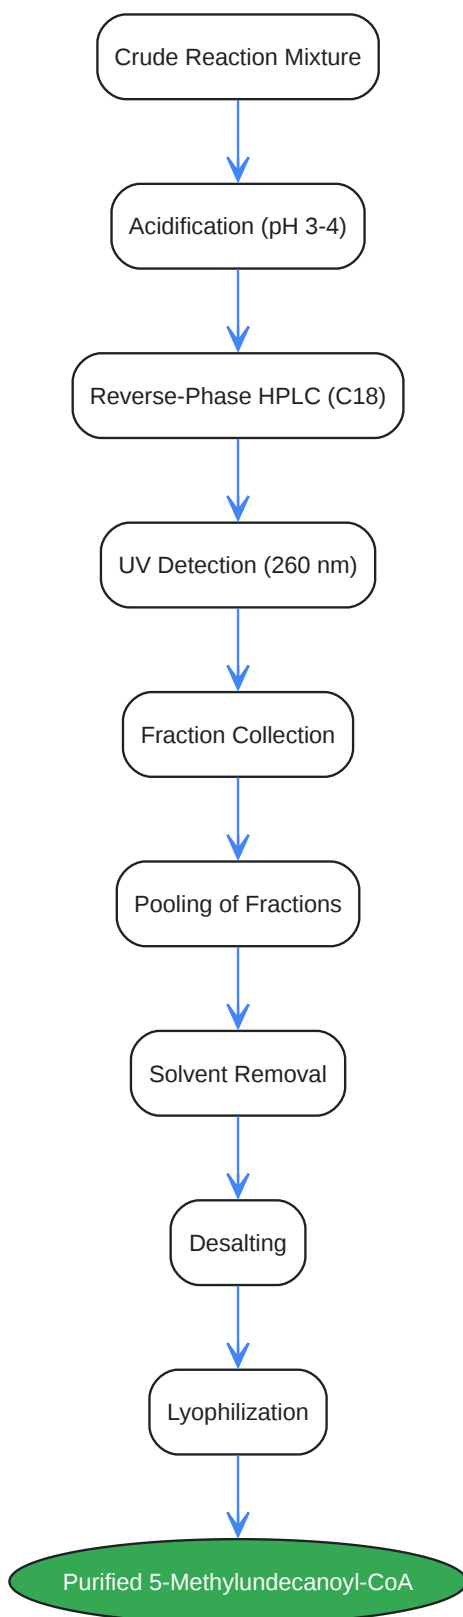 Crude Reaction Mixture
Acidification (pH 3-4)
Reverse-Phase HPLC (C18)
UV Detection (260 nm)
Fraction Collection
Pooling of Fractions
Solvent Removal
Desalting
Lyophilization
Purified 5-Methylundecanoyl-CoA